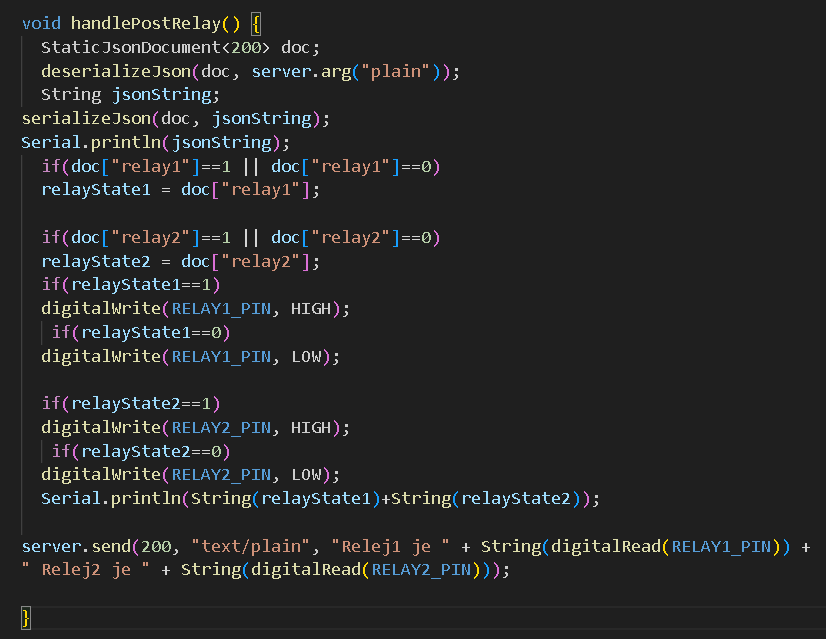 void handlePostRelay() {
  StaticJsonDocument<200> doc;
  deserializeJson(doc, server.arg("plain"));
  String jsonString;
serializeJson(doc, jsonString);
Serial.println(jsonString);
  if(doc["relay1"]==1 || doc["relay1"]==0)
  relayState1 = doc["relay1"];

  if(doc["relay2"]==1 || doc["relay2"]==0)
  relayState2 = doc["relay2"];
  if(relayState1==1)
  digitalWrite(RELAY1_PIN, HIGH);
   if(relayState1==0)
  digitalWrite(RELAY1_PIN, LOW);

  if(relayState2==1)
  digitalWrite(RELAY2_PIN, HIGH);
   if(relayState2==0)
  digitalWrite(RELAY2_PIN, LOW);
  Serial.println(String(relayState1)+String(relayState2));

server.send(200, "text/plain", "Relej1 je " + String(digitalRead(RELAY1_PIN)) +
" Relej2 je " + String(digitalRead(RELAY2_PIN)));

}